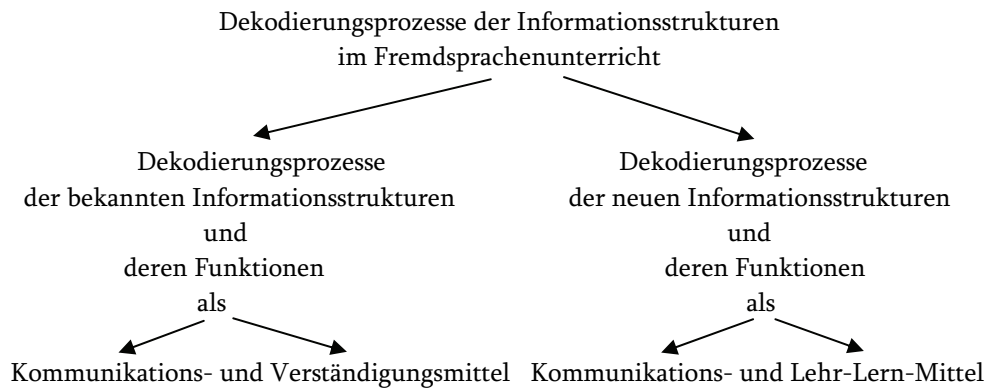 Dekodierungsprozesse der Informationsstrukturen
im Fremdsprachenunterricht
Dekodierungsprozesse
der bekannten Informationsstrukturen
und
deren Funktionen
als
Kommunikations- und Verständigungsmittel
Dekodierungsprozesse
der neuen Informationsstrukturen
und
deren Funktionen
als
Kommunikations- und Lehr-Lern-Mittel